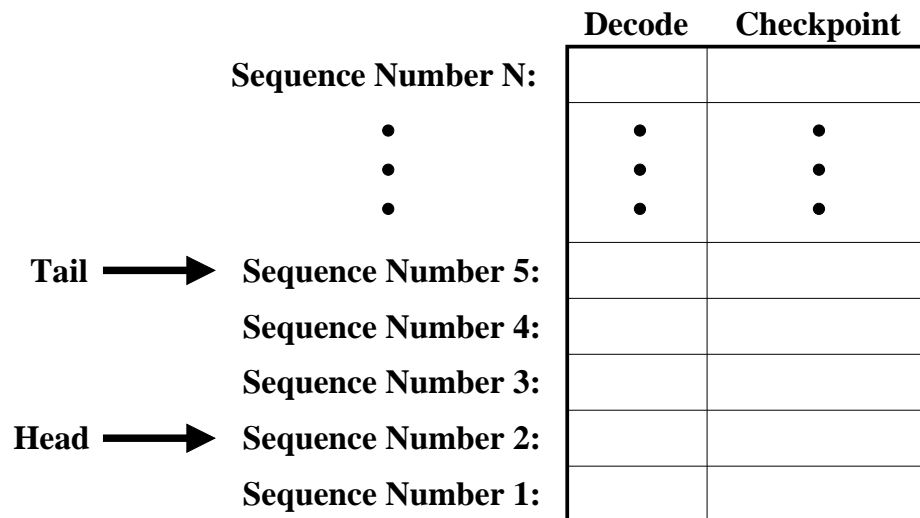 Decode Checkpoint
Sequence Number N:
Tail Sequence Number 5:
Sequence Number 4:
Sequence Number 3:
Head Sequence Number 2:
Sequence Number 1: